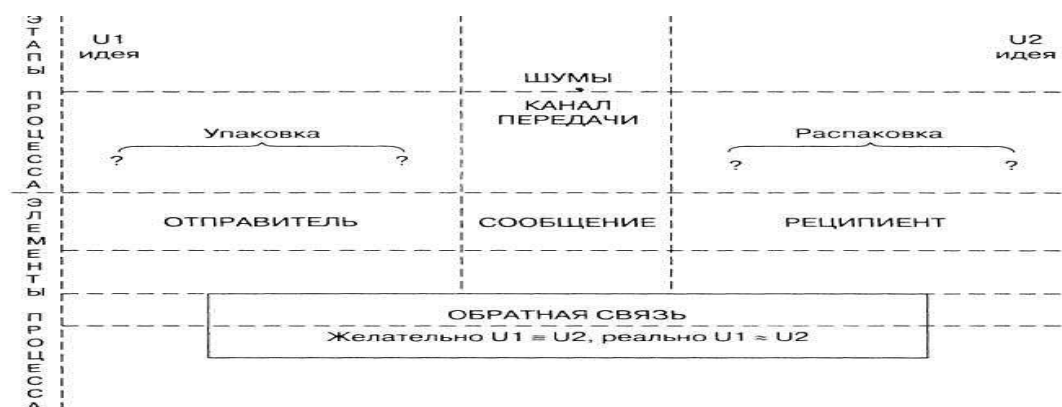 ЭТАПЫ ПРОЦЕССА
U1
идея
U2
идея
ШУМЫ
КАНАЛ
ПЕРЕДАЧИ
Упаковка
Распаковка
? ?
? ?
ЭЛЕМЕНТЫ ПРОЦЕССА
ОТПРАВИТЕЛЬ
СООБЩЕНИЕ
РЕЦИПИЕНТ
ОБРАТНАЯ СВЯЗЬ
Желательно U1 = U2, реально U1 ≈ U2